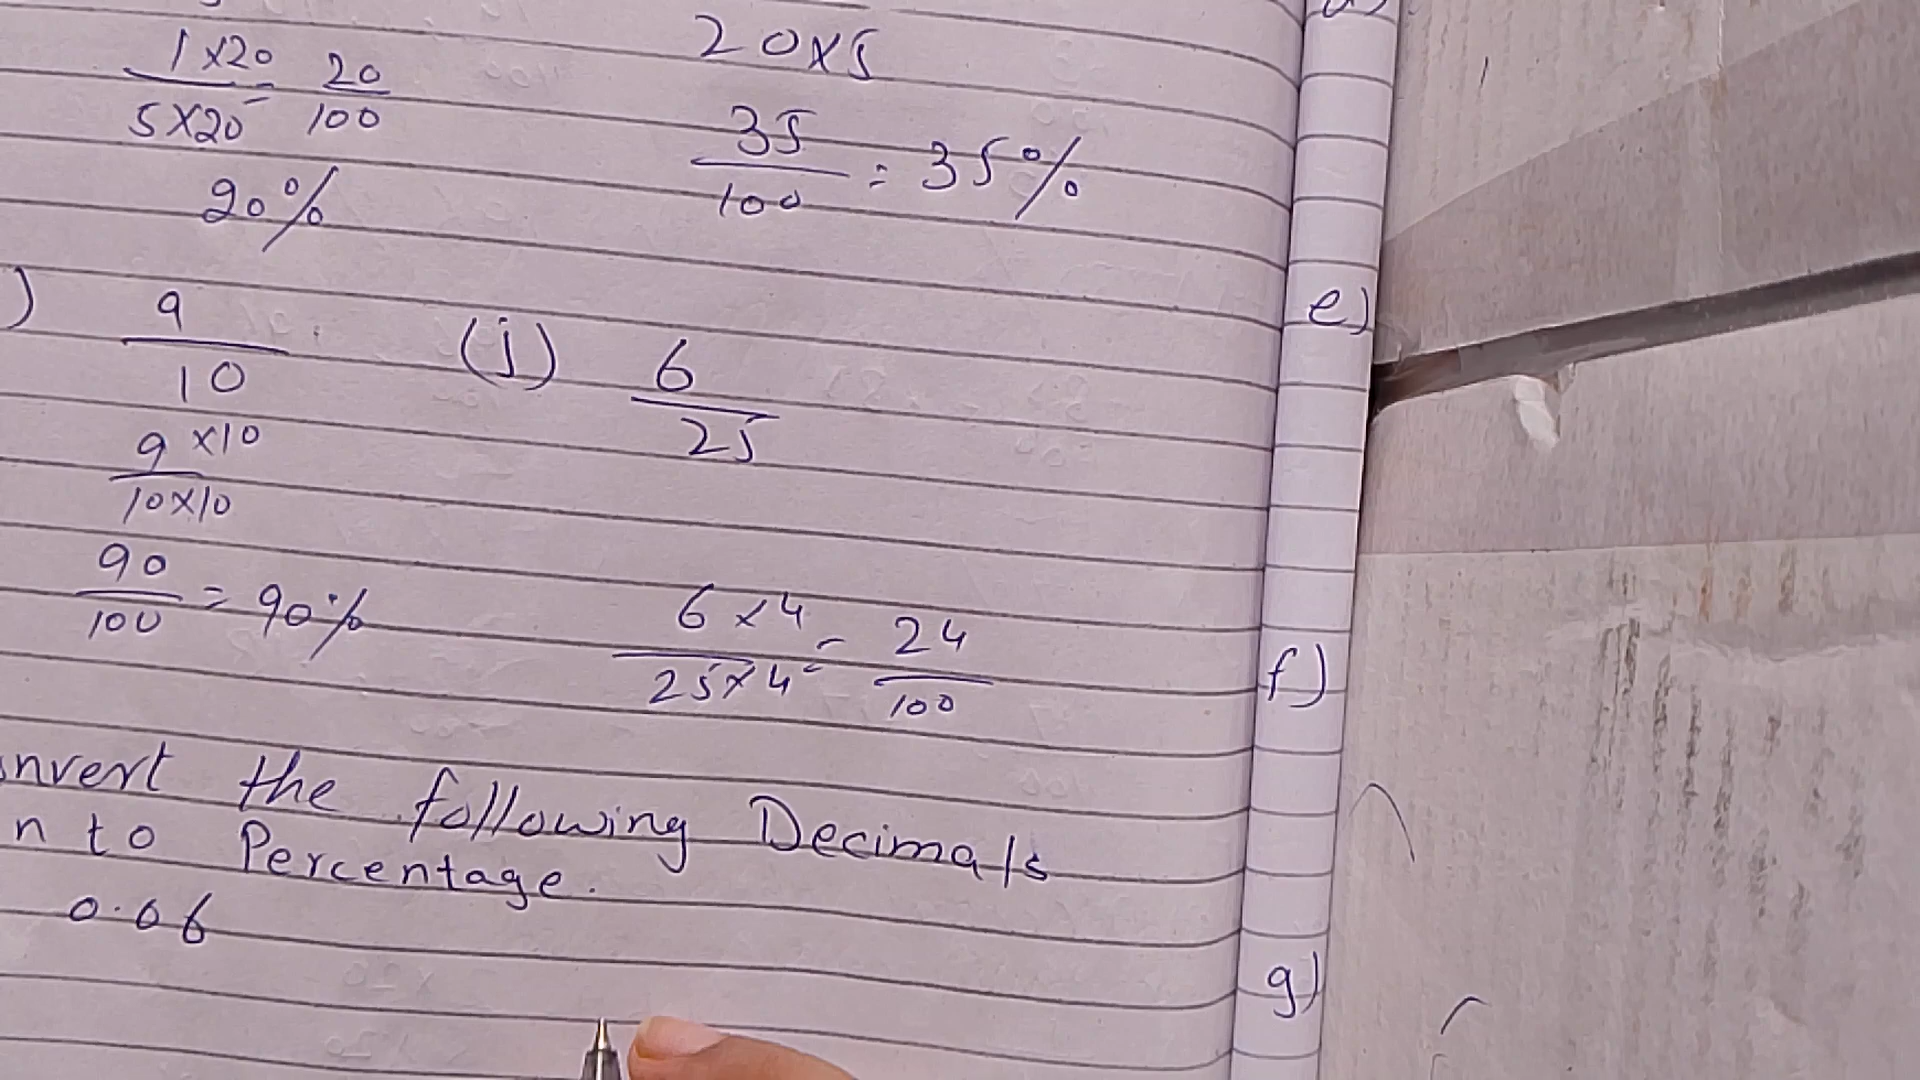 1 × 20 = 20
5 × 20 100
20%
20 × 5
35 = 35%
100
) 9
10
9 × 10
10 × 10
90 = 90%
100
(j) 6
25
6 × 4 = 24
25 × 4 100
nvert the following Decimals
n to Percentage.
0.06
e)
f)
g)